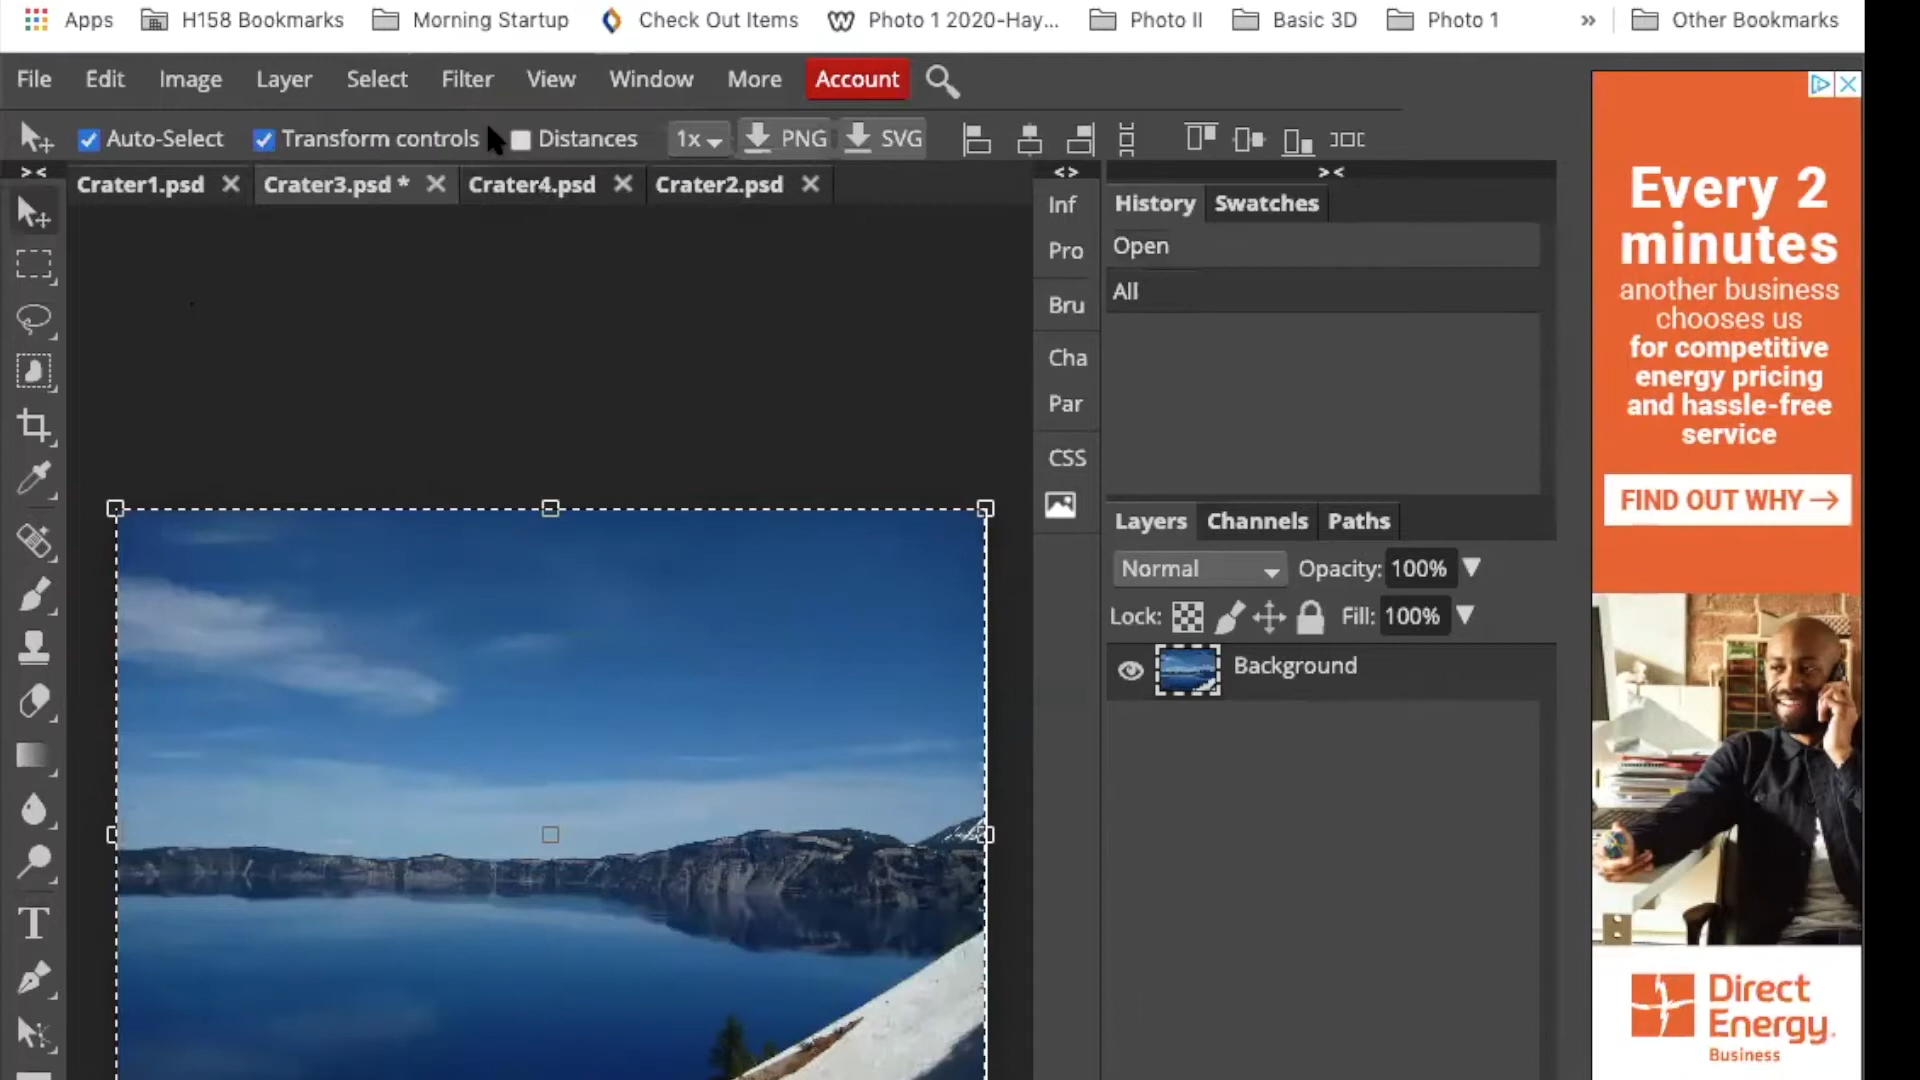 Apps H158 Bookmarks Morning Startup Check Out Items Photo 1 2020-Hay... Photo II Basic 3D Photo 1 » Other Bookmarks
File Edit Image Layer Select Filter View Window More Account
Auto-Select Transform controls Distances 1x PNG SVG
> <
Crater1.psd ✕ Crater3.psd * ✕ Crater4.psd ✕ Crater2.psd ✕
<> > <
Inf
Pro
Bru
Cha
Par
CSS
History Swatches
Open
All
Layers Channels Paths
Normal Opacity: 100%
Lock: Fill: 100%
Background
T
Every 2
minutes
another business
chooses us
for competitive
energy pricing
and hassle-free
service
FIND OUT WHY →
Direct
Energy.
Business